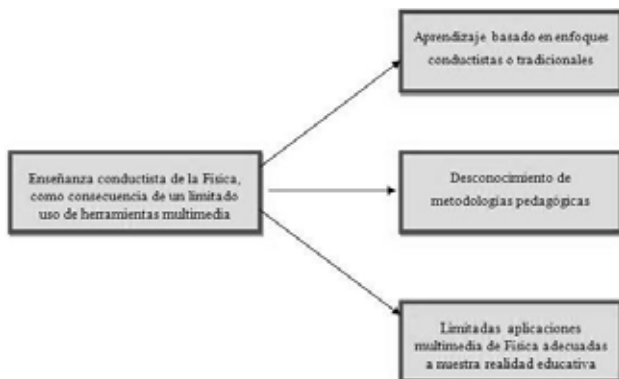 Aprendizaje basado en enfoques
conductistas o tradicionales
Enseñanza conductista de la Física,
como consecuencia de un limitado
uso de herramientas multimedia
Desconocimiento de
metodologías pedagógicas
Limitadas aplicaciones
multimedia de Física adecuadas
a nuestra realidad educativa